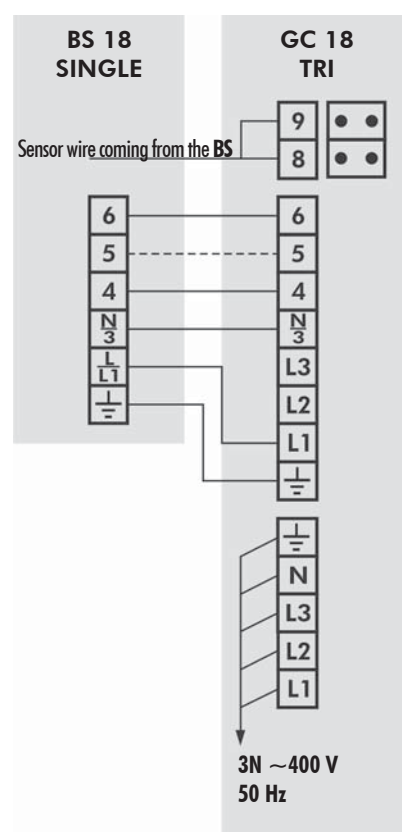 BS 18
SINGLE
GC 18
TRI
9
Sensor wire coming from the BS
8
6 6
5 5
4 4
N/3 N/3
L/L1 L3
L2
L1
N
L3
L2
L1
3N ~400 V
50 Hz